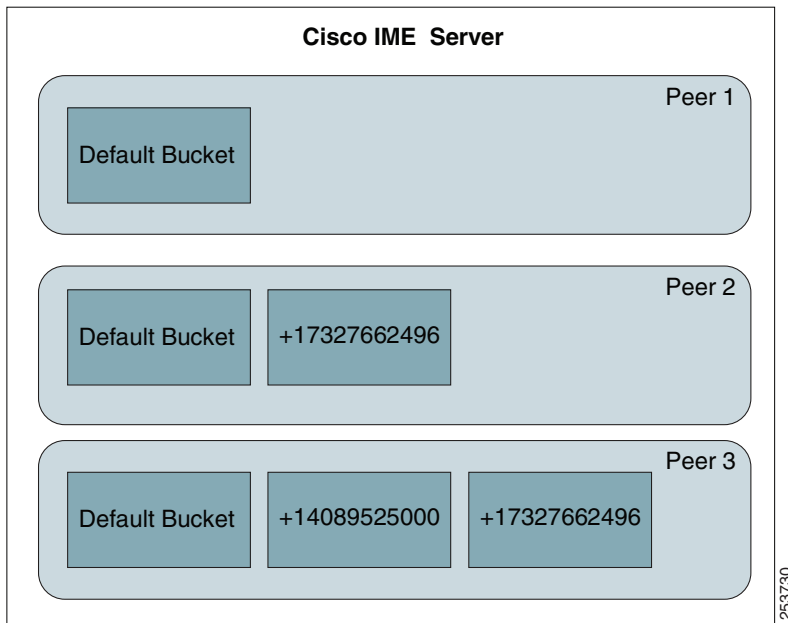 Cisco IME Server
Peer 1
Default Bucket
Peer 2
Default Bucket
+17327662496
Peer 3
Default Bucket
+14089525000
+17327662496
253730